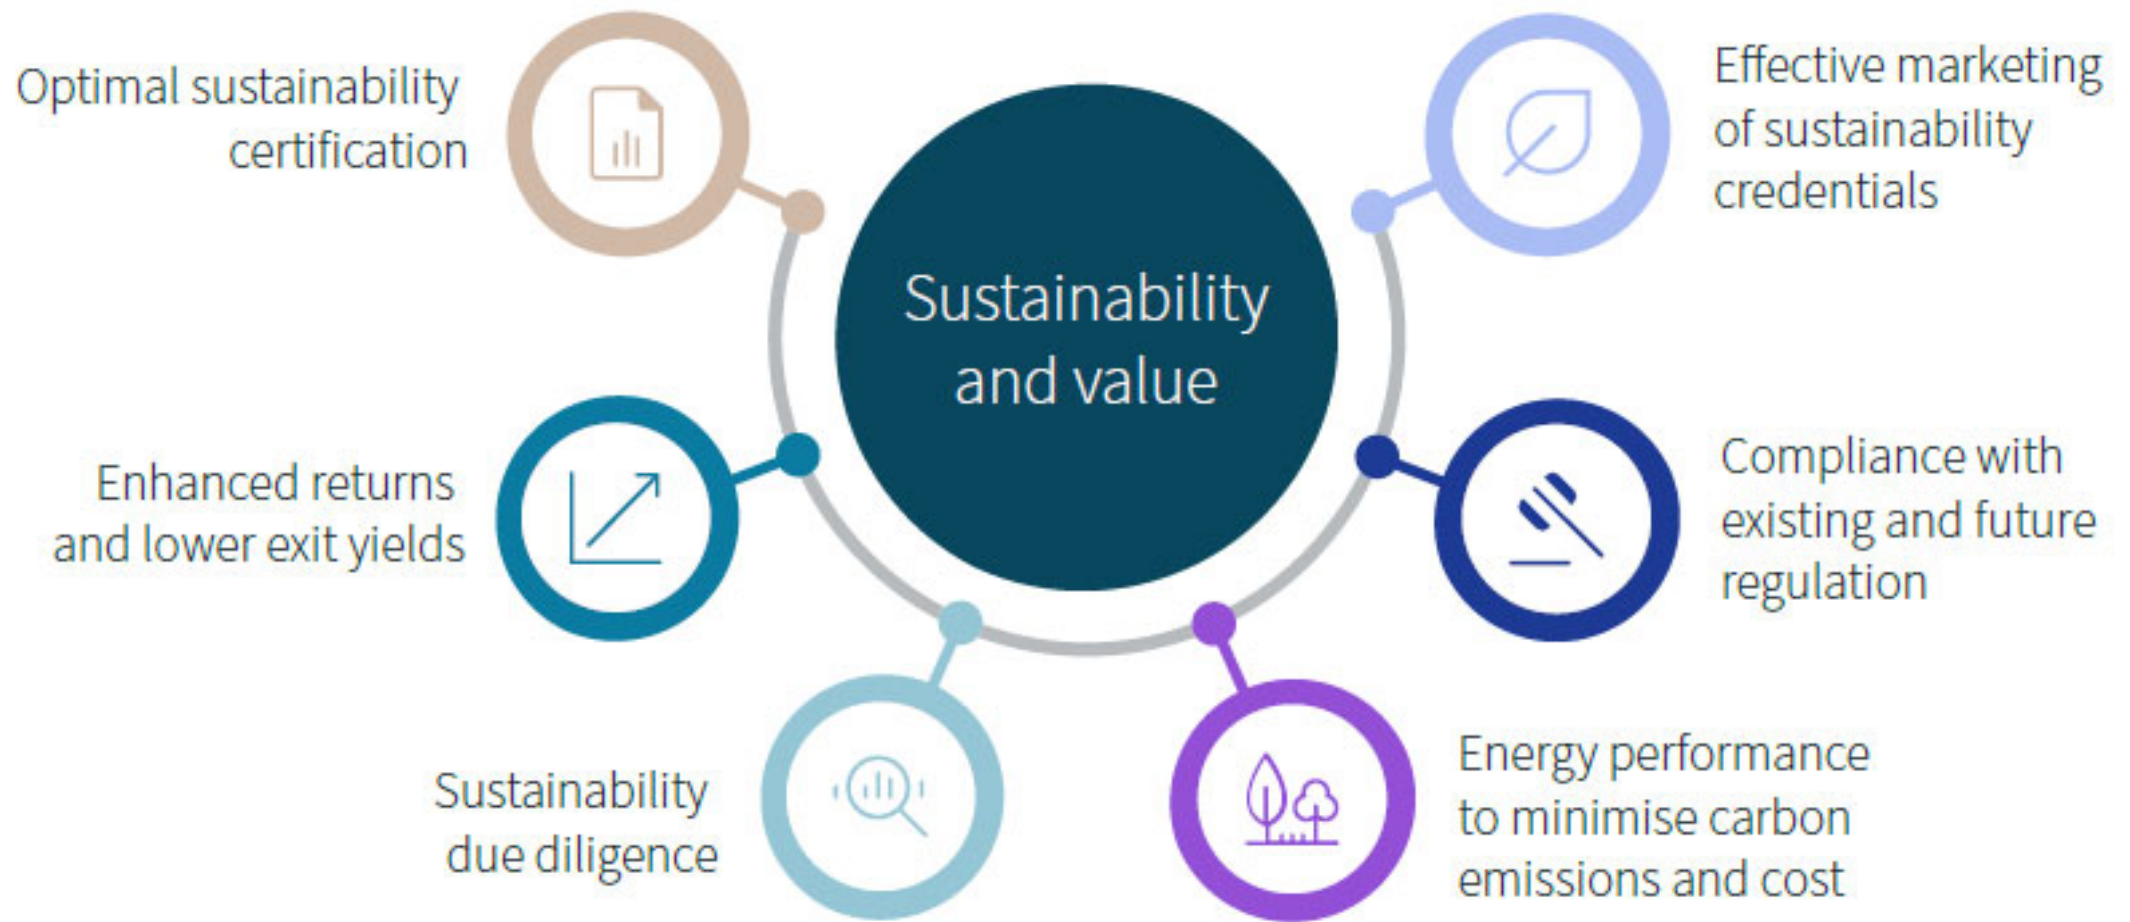 Optimal sustainability
certification
Effective marketing
of sustainability
credentials
Sustainability
and value
Enhanced returns
and lower exit yields
Compliance with
existing and future
regulation
Sustainability
due diligence
Energy performance
to minimise carbon
emissions and cost